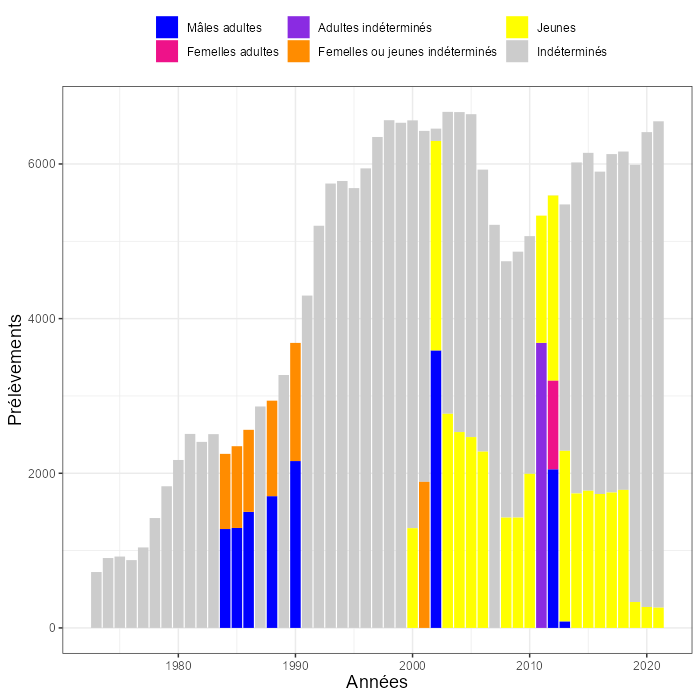 Mâles adultes
Adultes indéterminés
Jeunes
Femelles adultes
Femelles ou jeunes indéterminés
Indéterminés
Prélèvements
6000
4000
2000
0
1980
1990
2000
2010
2020
Années